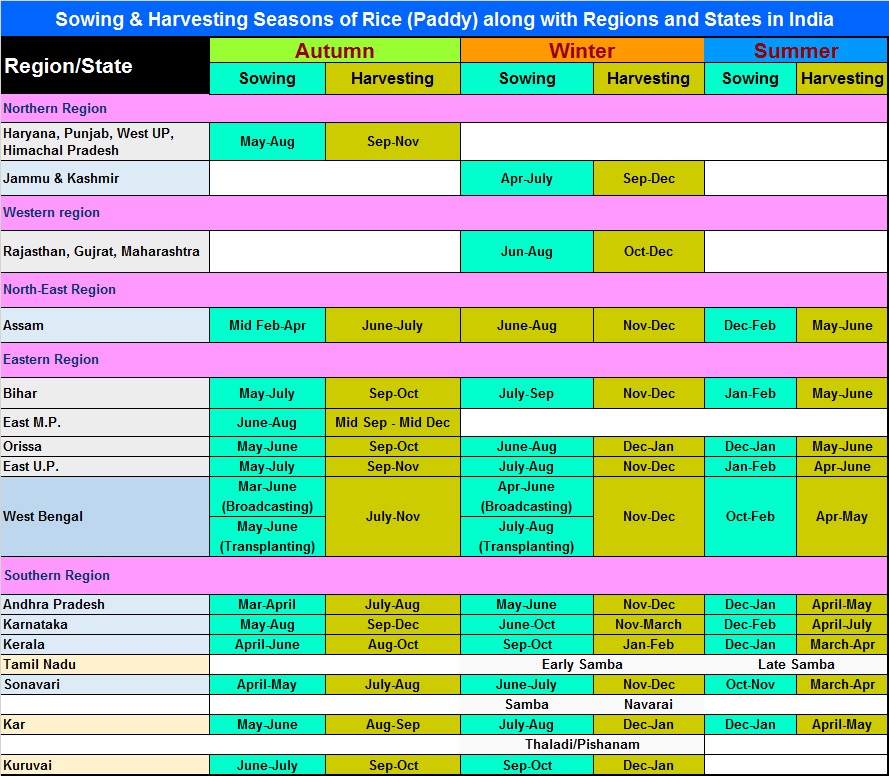 Sowing & Harvesting Seasons of Rice (Paddy) along with Regions and States in India
Region/State Autumn Winter Summer
Sowing Harvesting Sowing Harvesting Sowing Harvesting
Northern Region
Haryana, Punjab, West UP,
Himachal Pradesh May-Aug Sep-Nov
Jammu & Kashmir Apr-July Sep-Dec
Western region
Rajasthan, Gujrat, Maharashtra Jun-Aug Oct-Dec
North-East Region
Assam Mid Feb-Apr June-July June-Aug Nov-Dec Dec-Feb May-June
Eastern Region
Bihar May-July Sep-Oct July-Sep Nov-Dec Jan-Feb May-June
East M.P. June-Aug Mid Sep - Mid Dec
Orissa May-June Sep-Oct June-Aug Dec-Jan Dec-Jan May-June
East U.P. May-July Sep-Nov July-Aug Nov-Dec Jan-Feb Apr-June
West Bengal
Mar-June
(Broadcasting)
May-June
(Transplanting)
July-Nov
Apr-June
(Broadcasting)
July-Aug
(Transplanting)
Nov-Dec Oct-Feb Apr-May
Southern Region
Andhra Pradesh Mar-April July-Aug May-June Nov-Dec Dec-Jan April-May
Karnataka May-Aug Sep-Dec June-Oct Nov-March Dec-Feb April-July
Kerala April-June Aug-Oct Sep-Oct Jan-Feb Dec-Jan March-Apr
Tamil Nadu Early Samba Late Samba
Sonavari April-May July-Aug June-July Nov-Dec Oct-Nov March-Apr
Samba Navarai
Kar May-June Aug-Sep July-Aug Dec-Jan Dec-Jan April-May
Thaladi/Pishanam
Kuruvai June-July Sep-Oct Sep-Oct Dec-Jan